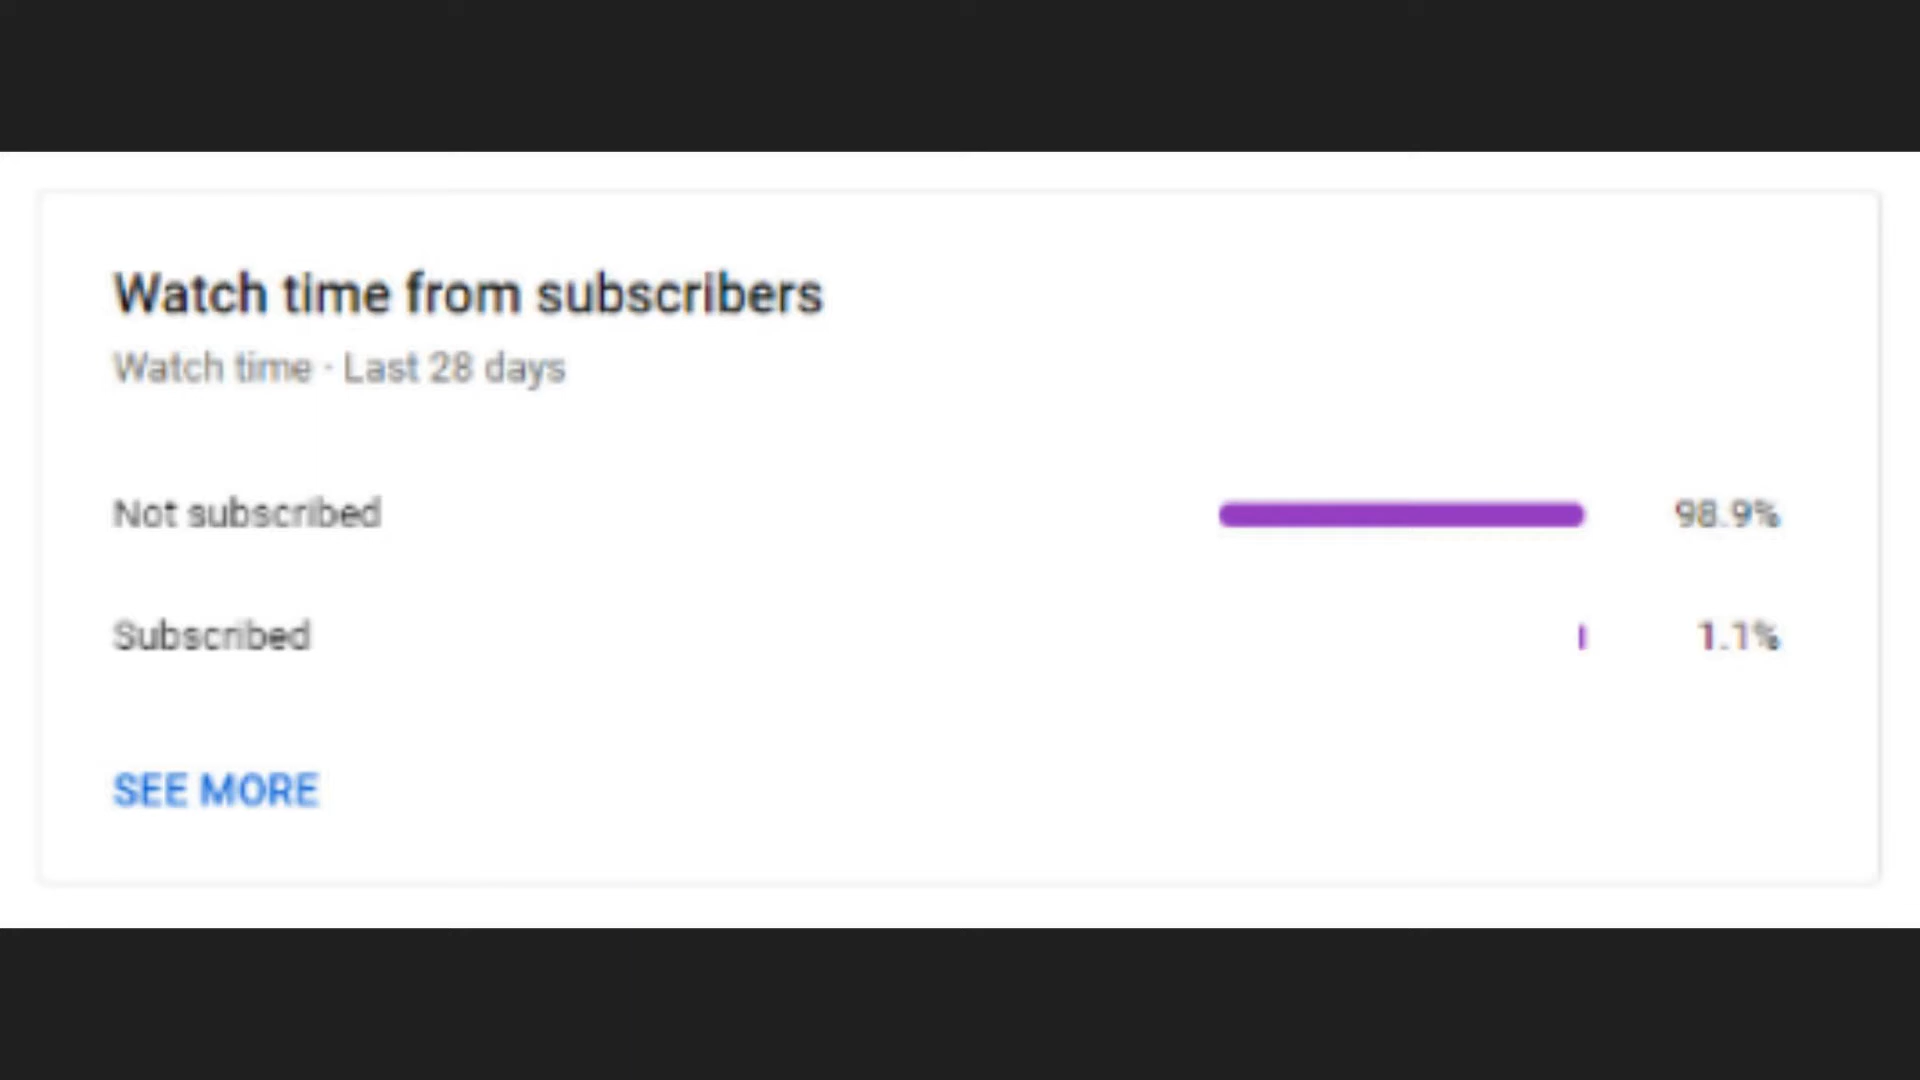 Watch time from subscribers
Watch time · Last 28 days
Not subscribed 98.9%
Subscribed 1.1%
SEE MORE